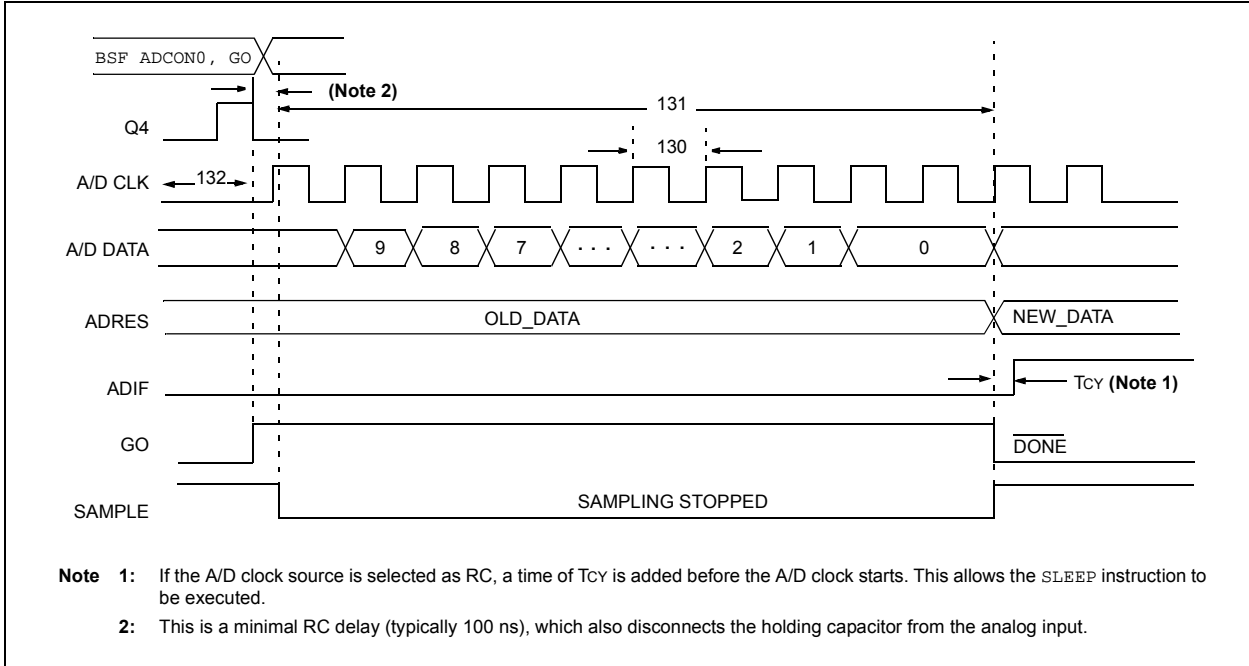 BSF ADCON0, GO
(Note 2)
131
Q4
130
A/D CLK
132
A/D DATA
9 8 7 . . . . . . 2 1 0
ADRES
OLD_DATA
NEW_DATA
ADIF
TCY (Note 1)
GO
DONE
SAMPLE
SAMPLING STOPPED
Note 1: If the A/D clock source is selected as RC, a time of TCY is added before the A/D clock starts. This allows the SLEEP instruction to
be executed.
2: This is a minimal RC delay (typically 100 ns), which also disconnects the holding capacitor from the analog input.